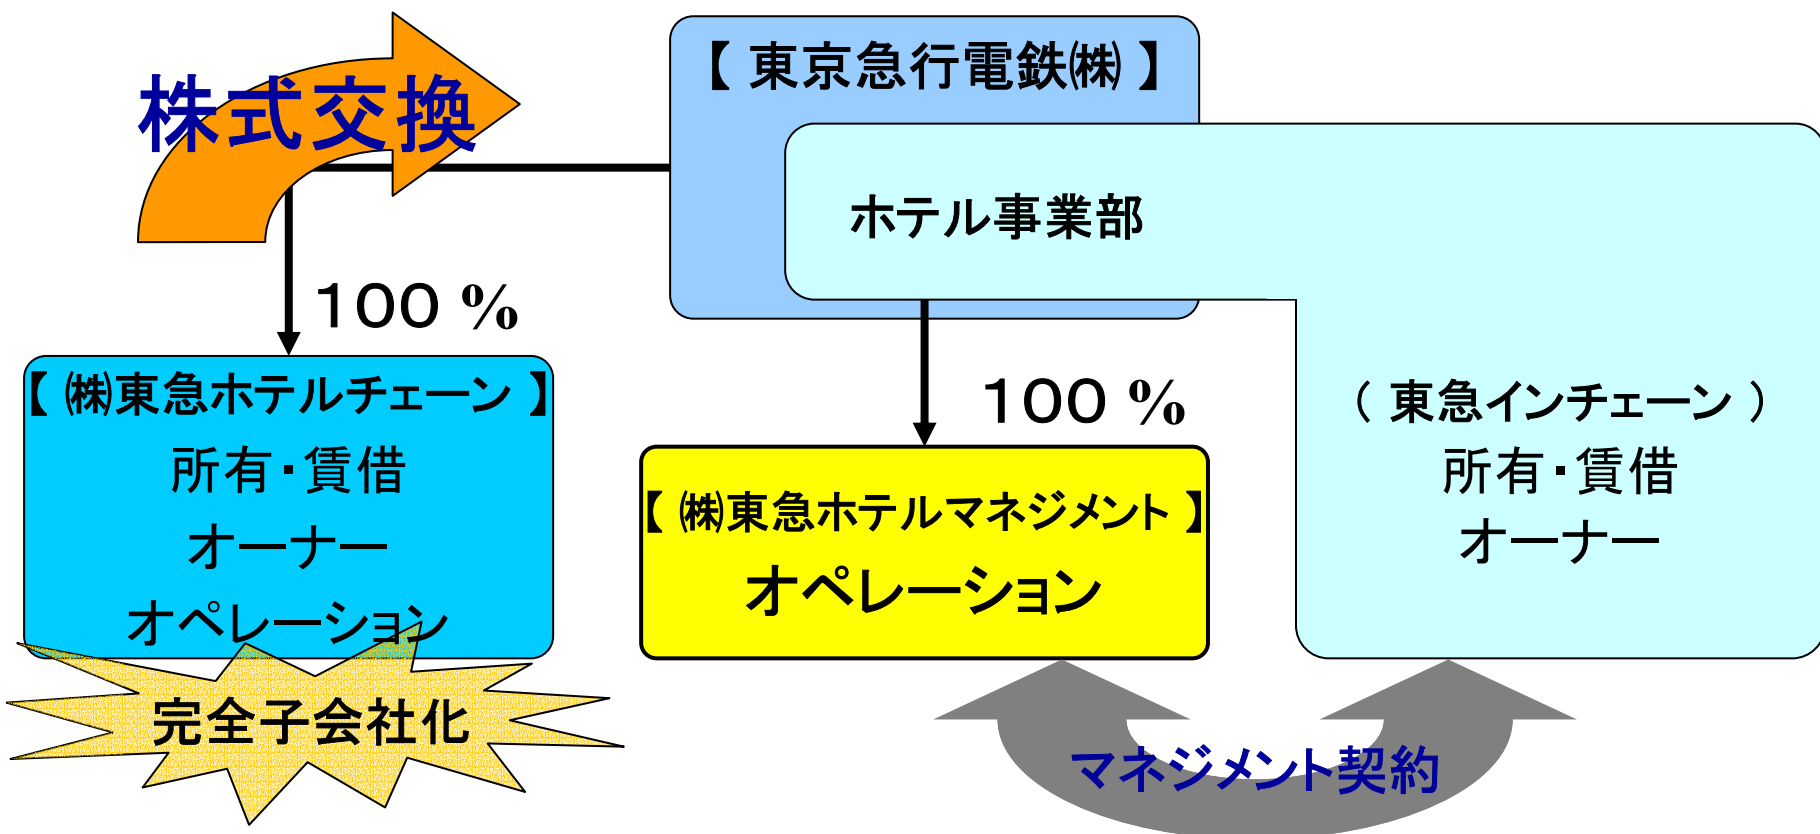 株式交換
【 東京急行電鉄㈱ 】
ホテル事業部
100 %
100 %
【 ㈱東急ホテルチェーン 】
所有・賃借
オーナー
オペレーション
【 ㈱東急ホテルマネジメント 】
オペレーション
( 東急インチェーン )
所有・賃借
オーナー
完全子会社化
マネジメント契約